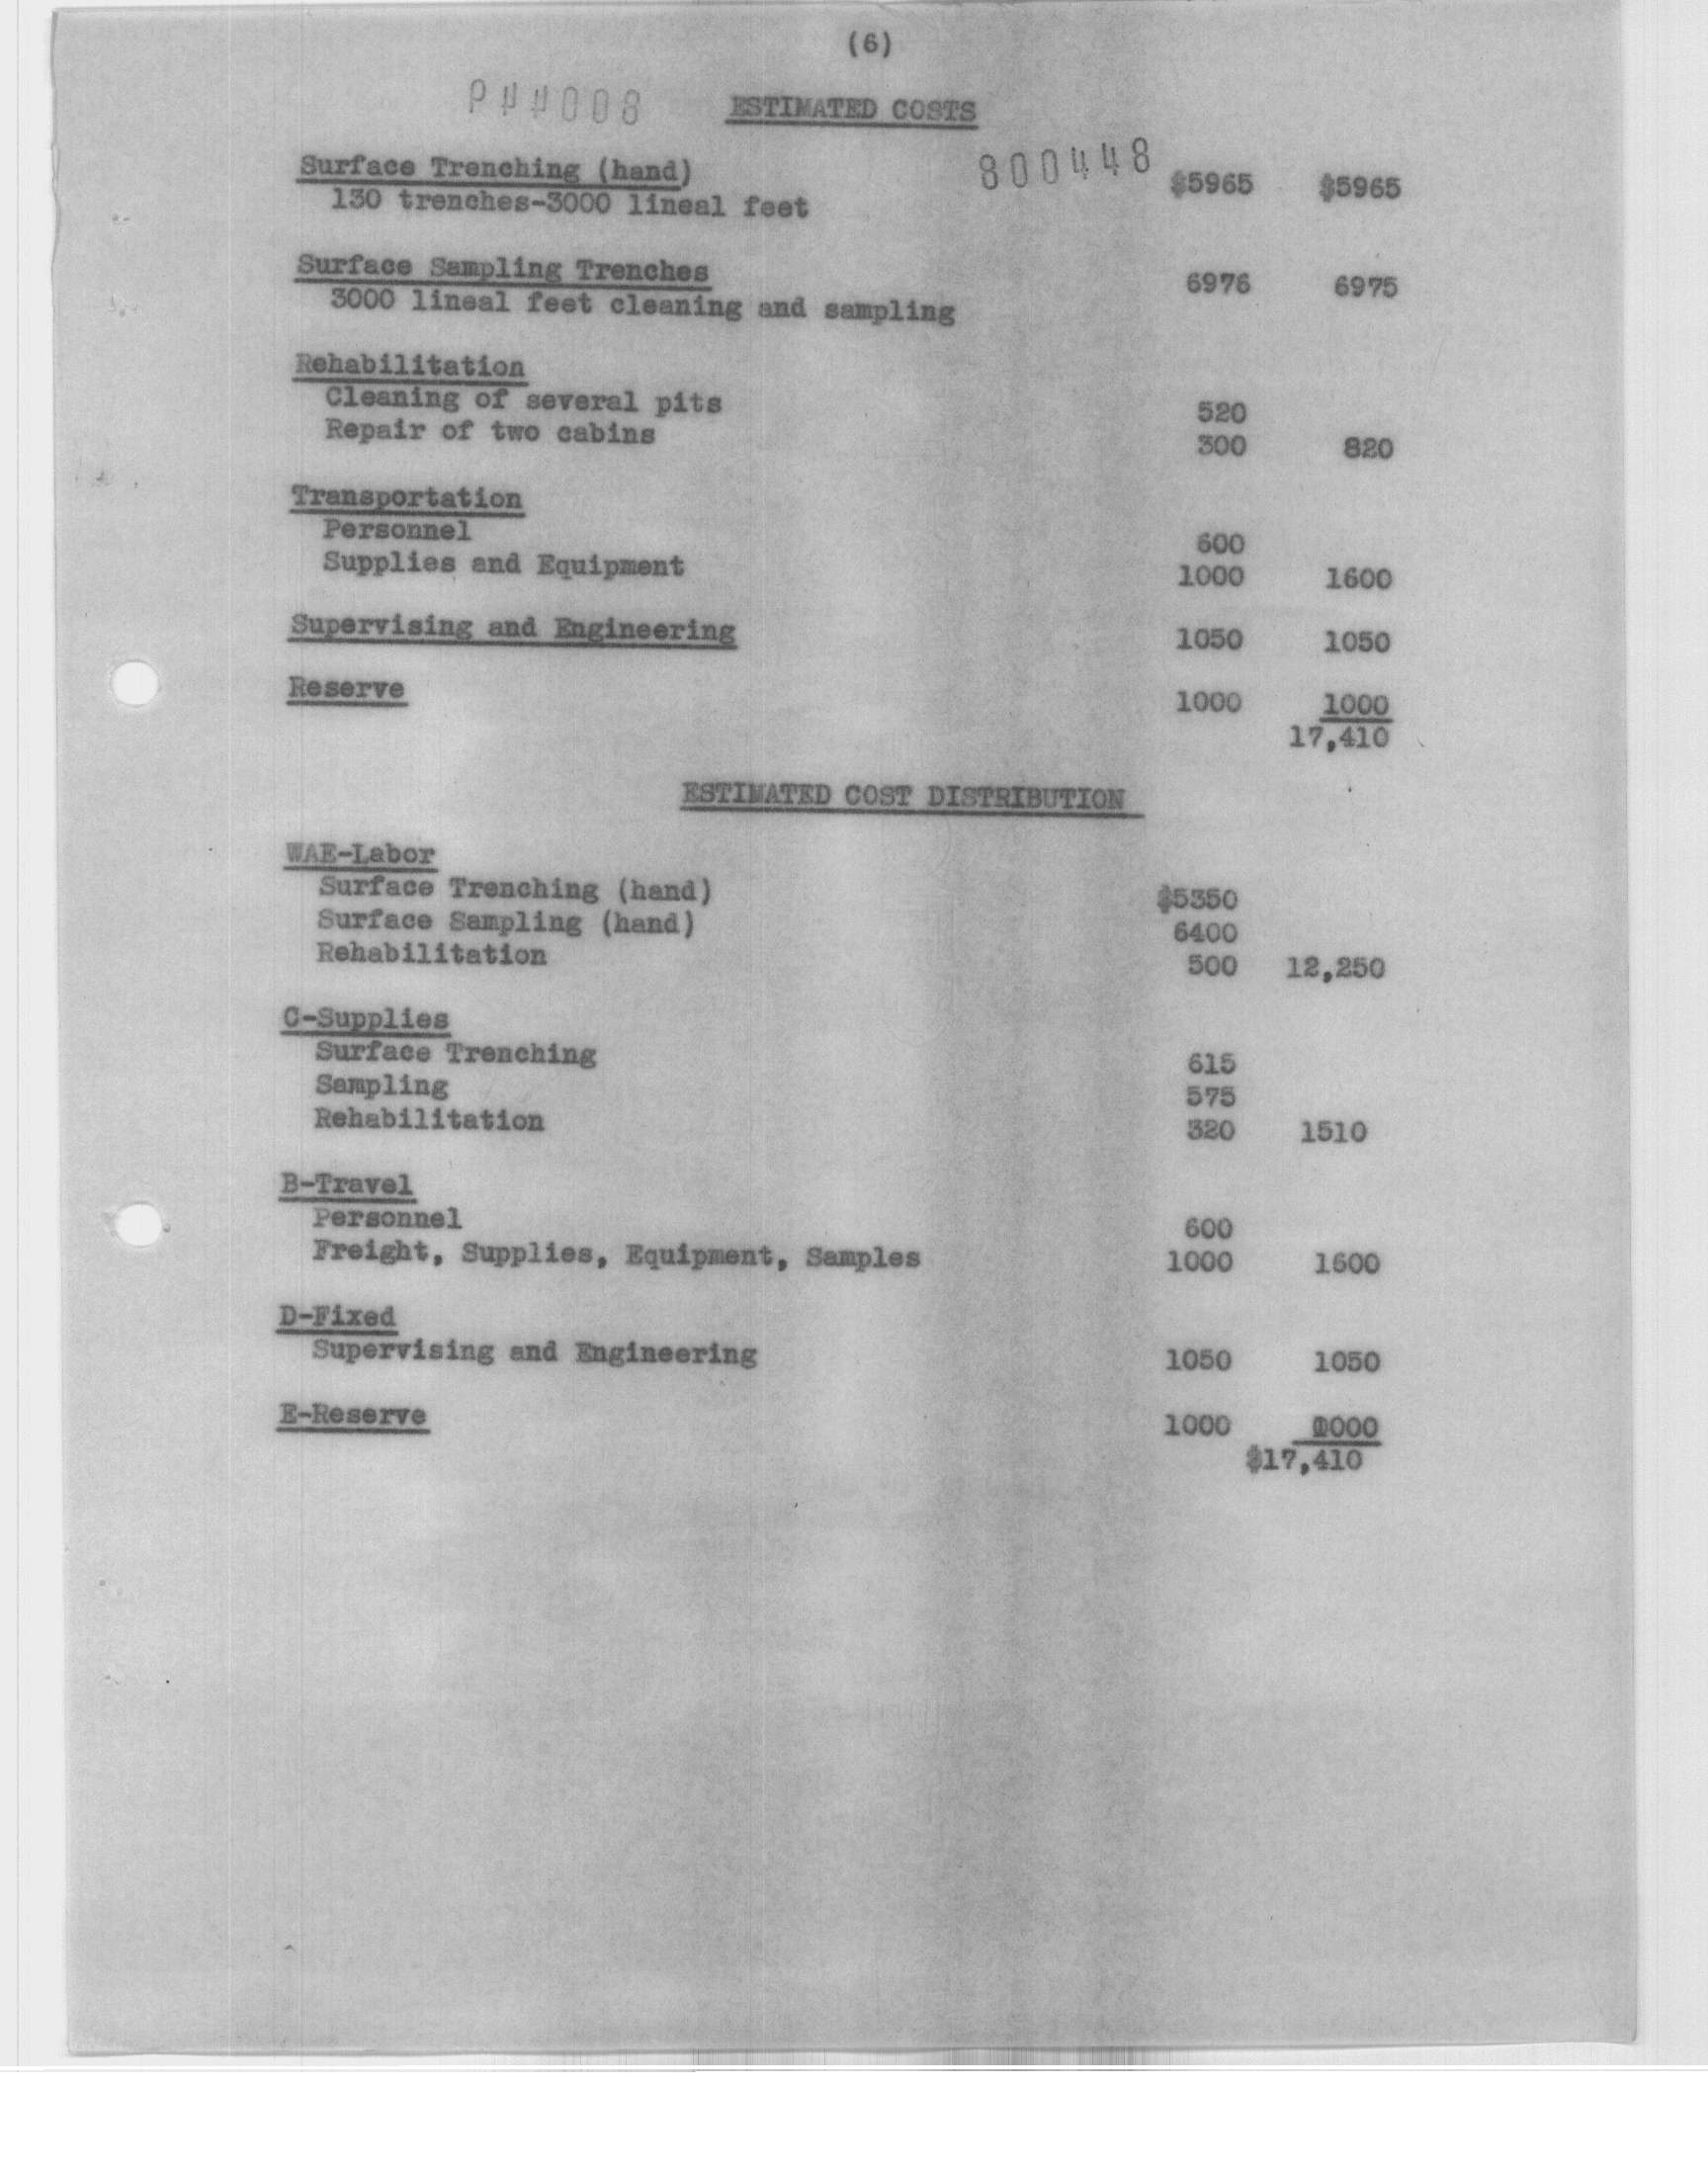 (6)
ESTIMATED COSTS
800448
Surface Trenching (hand)
130 trenches-3000 lineal feet $5965 $5965
Surface Sampling Trenches
3000 lineal feet cleaning and sampling 6976 6975
Rehabilitation
Cleaning of several pits 520
Repair of two cabins 300 820
Transportation
Personnel 600
Supplies and Equipment 1000 1600
Supervising and Engineering 1050 1050
Reserve 1000 1000
17,410
ESTIMATED COST DISTRIBUTION
WAE-Labor
Surface Trenching (hand) $5350
Surface Sampling (hand) 6400
Rehabilitation 500 12,250
C-Supplies
Surface Trenching 615
Sampling 575
Rehabilitation 320 1510
B-Travel
Personnel 600
Freight, Supplies, Equipment, Samples 1000 1600
D-Fixed
Supervising and Engineering 1050 1050
E-Reserve 1000 1000
$17,410